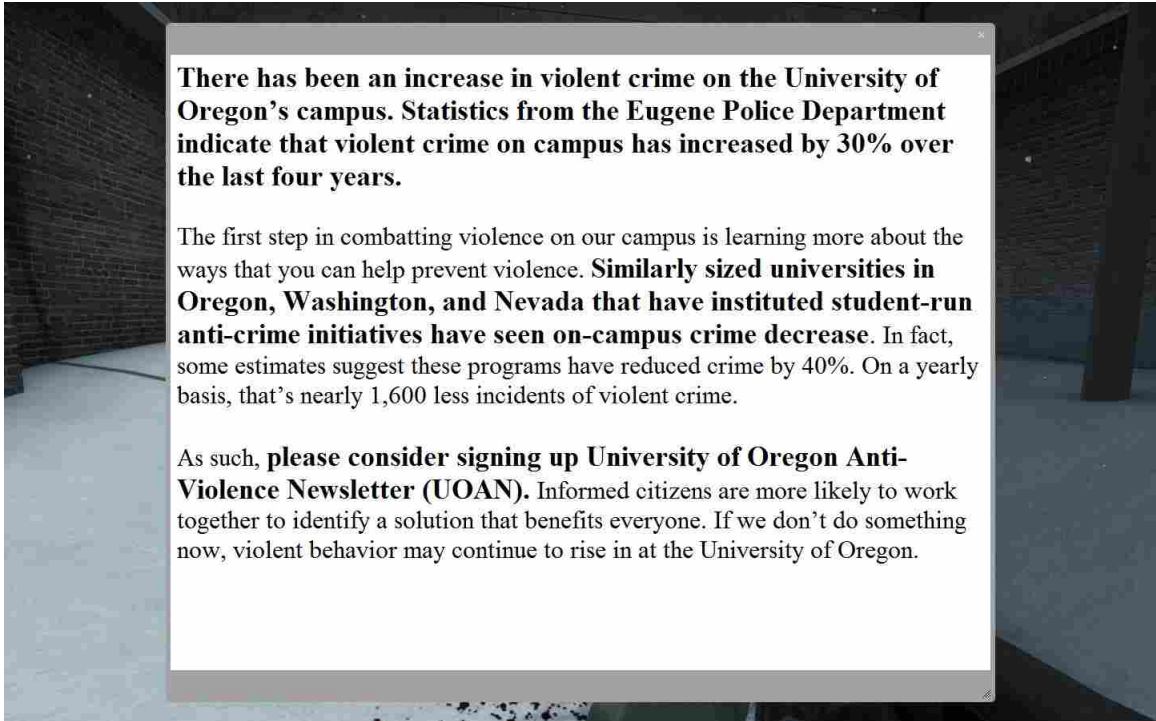 There has been an increase in violent crime on the University of
Oregon’s campus. Statistics from the Eugene Police Department
indicate that violent crime on campus has increased by 30% over
the last four years.
The first step in combatting violence on our campus is learning more about the
ways that you can help prevent violence. Similarly sized universities in
Oregon, Washington, and Nevada that have instituted student-run
anti-crime initiatives have seen on-campus crime decrease. In fact,
some estimates suggest these programs have reduced crime by 40%. On a yearly
basis, that’s nearly 1,600 less incidents of violent crime.
As such, please consider signing up University of Oregon Anti-
Violence Newsletter (UOAN). Informed citizens are more likely to work
together to identify a solution that benefits everyone. If we don’t do something
now, violent behavior may continue to rise in at the University of Oregon.